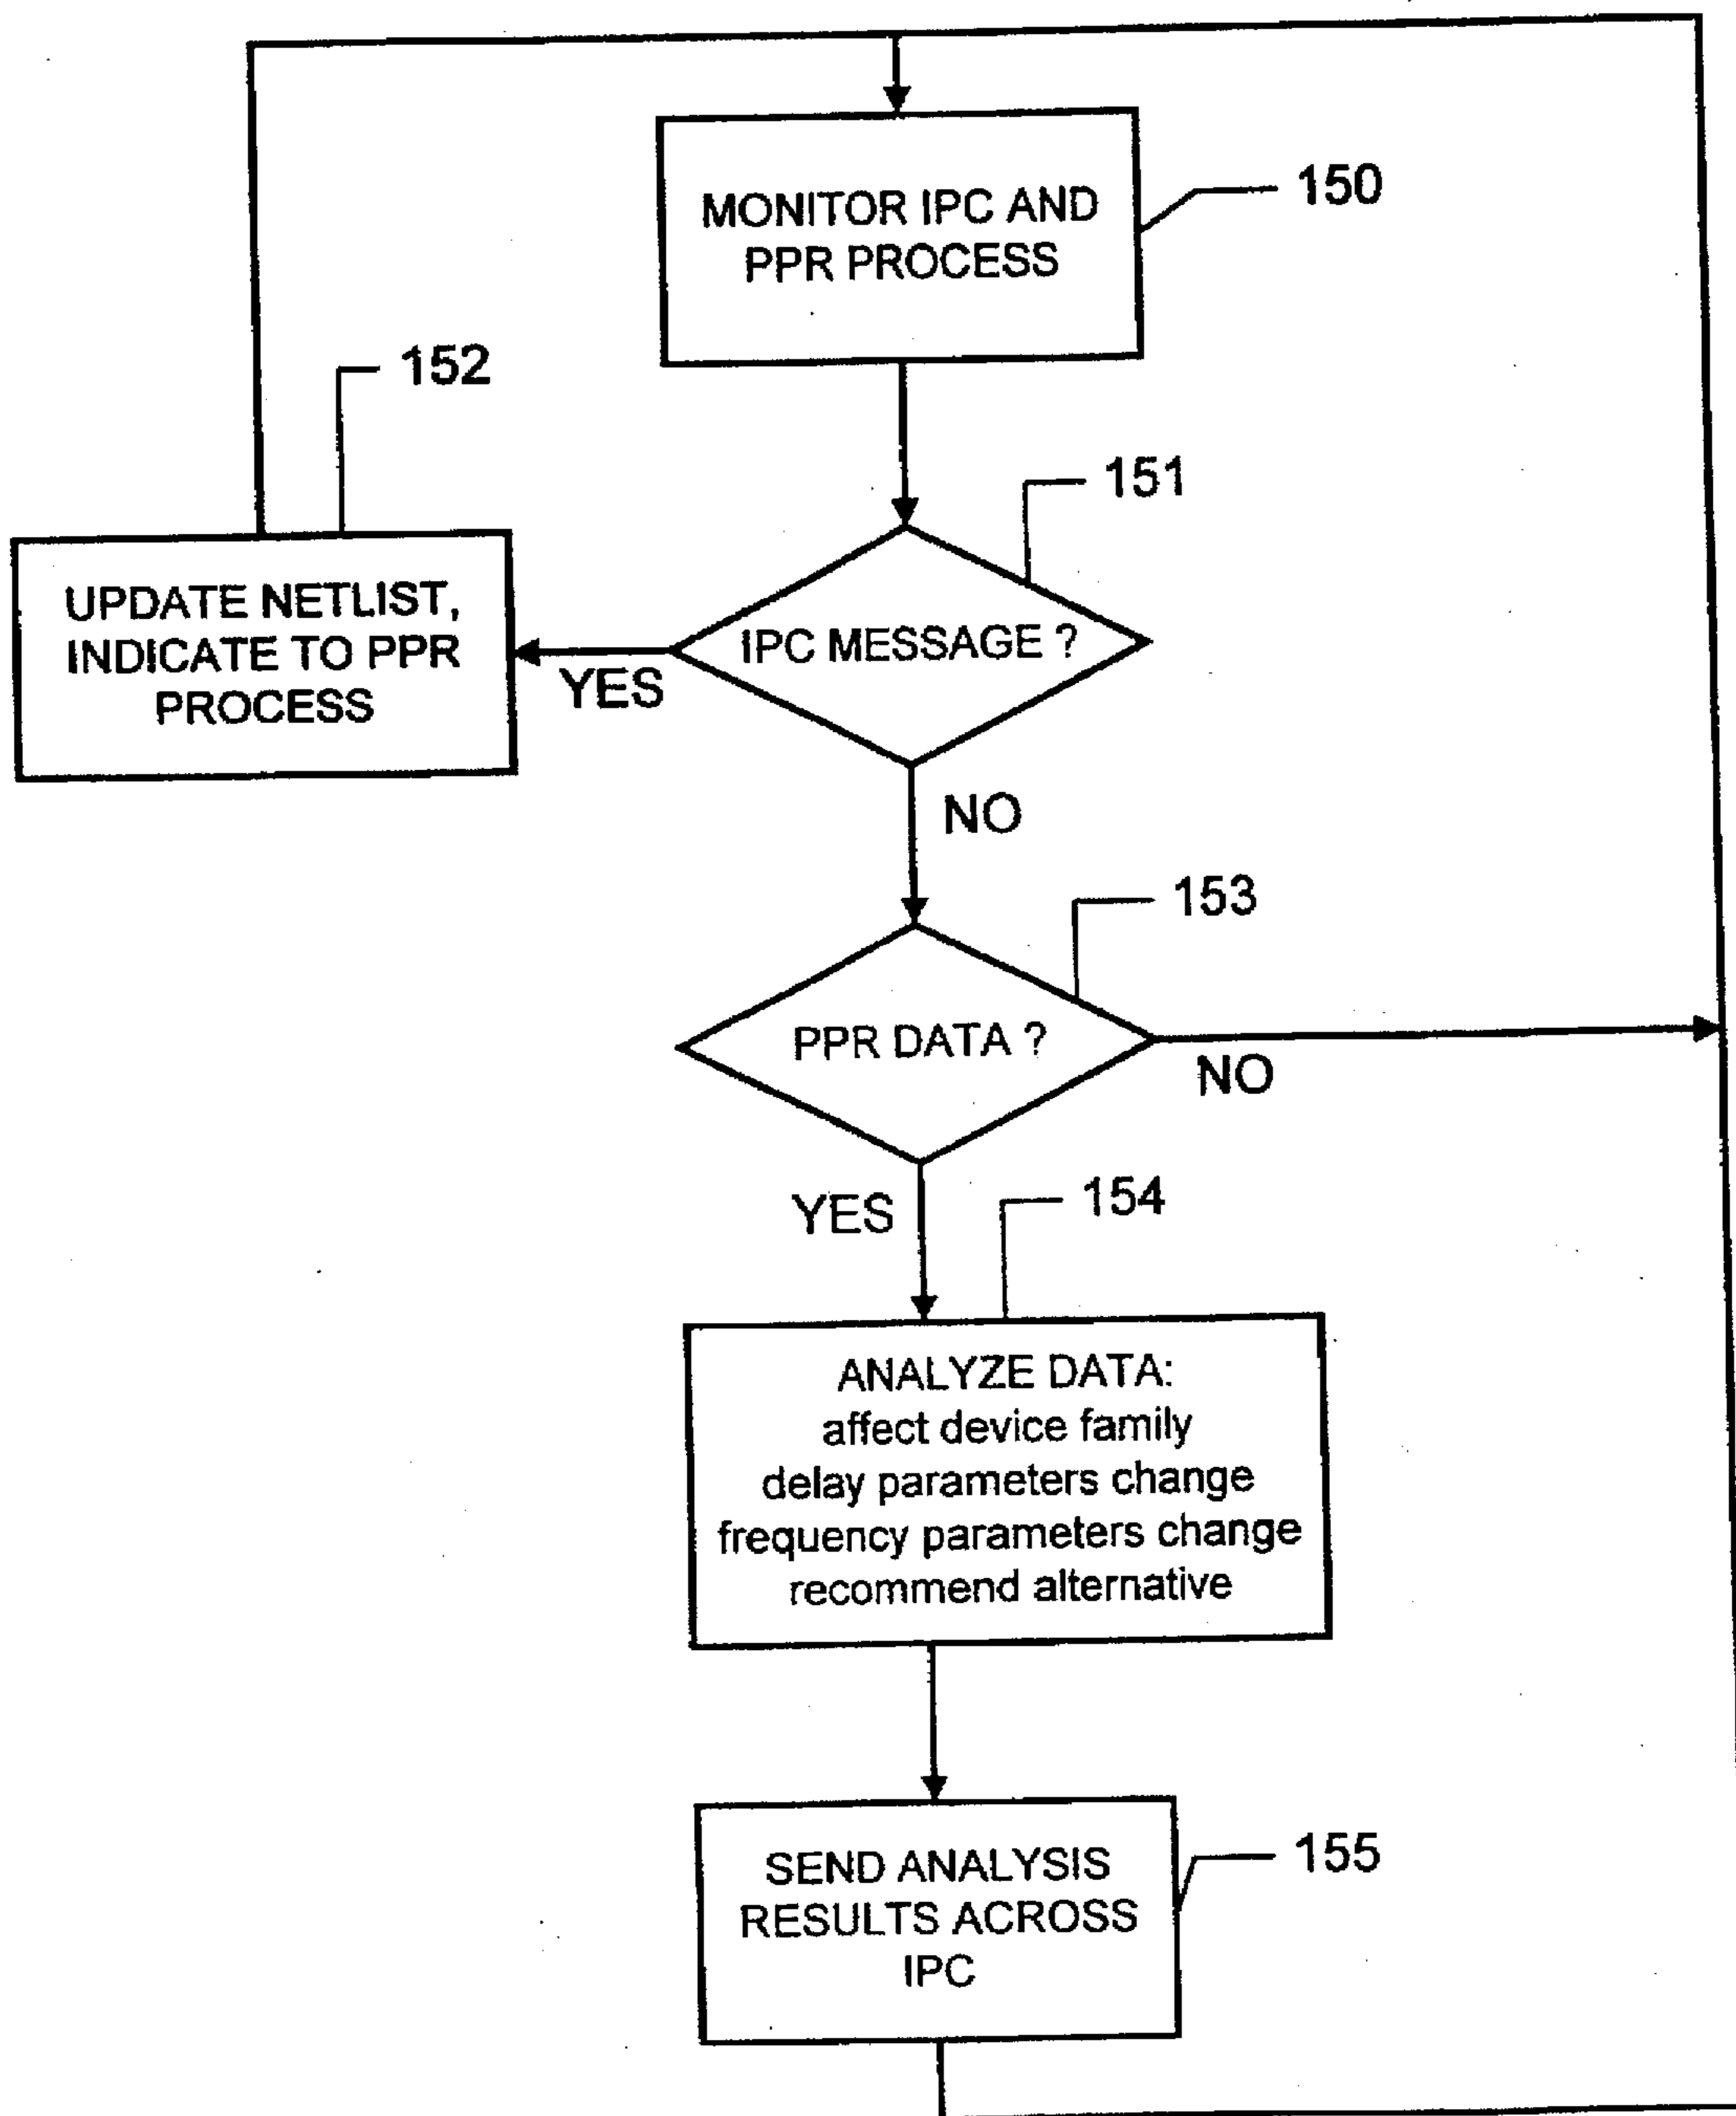 MONITOR IPC AND
PPR PROCESS
150
152
151
UPDATE NETLIST,
INDICATE TO PPR
PROCESS
IPC MESSAGE ?
YES
NO
153
PPR DATA ?
NO
YES
154
ANALYZE DATA:
affect device family
delay parameters change
frequency parameters change
recommend alternative
SEND ANALYSIS
RESULTS ACROSS
IPC
155